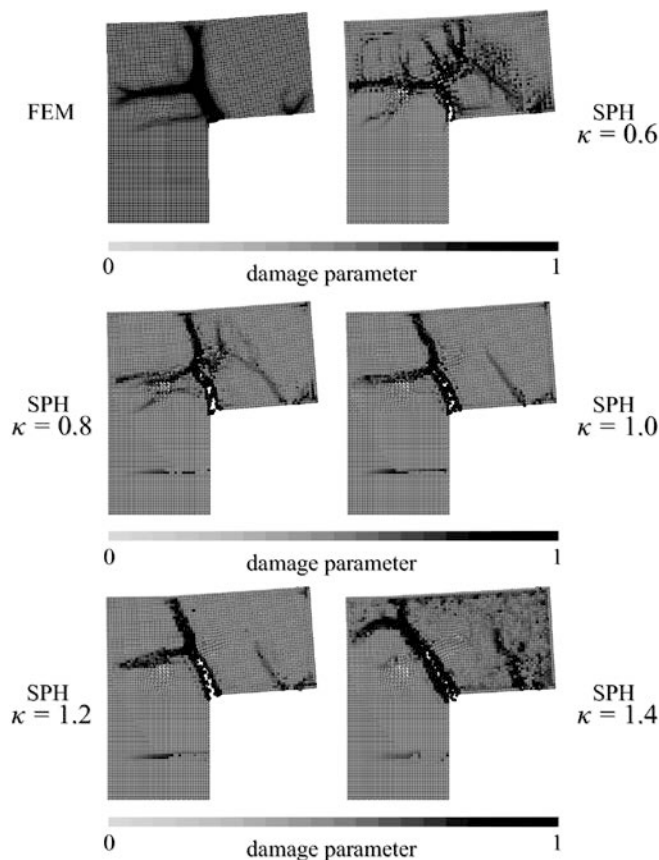 FEM
SPH
κ = 0.6
0 1
damage parameter
SPH
κ = 0.8
SPH
κ = 1.0
0 1
damage parameter
SPH
κ = 1.2
SPH
κ = 1.4
0 1
damage parameter